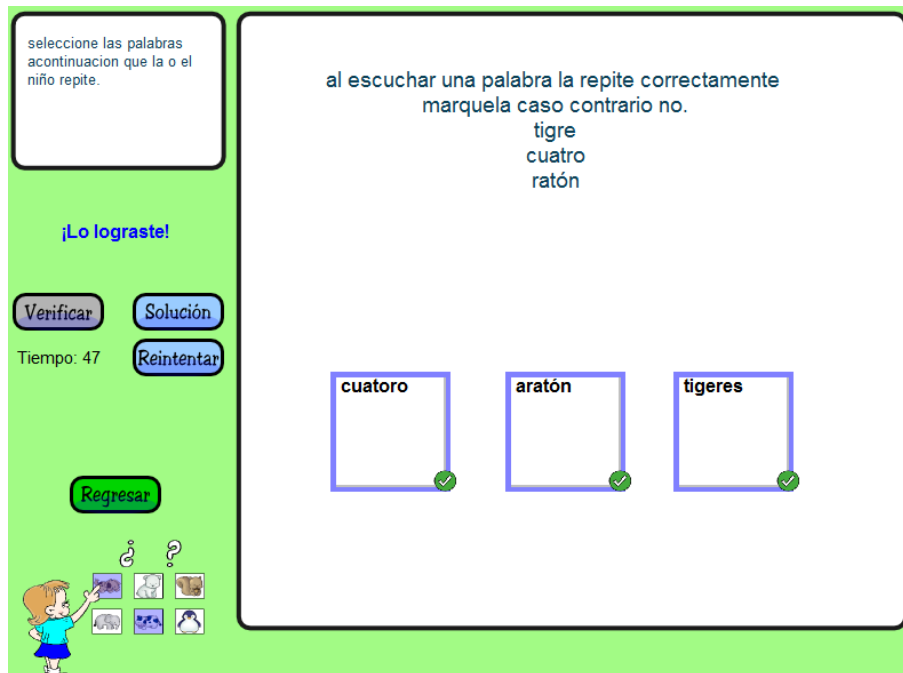 seleccione las palabras
acontinuacion que la o el
niño repite.
¡Lo lograste!
Verificar
Solución
Tiempo: 47
Reintentar
Regresar
¿ ?
al escuchar una palabra la repite correctamente
marquela caso contrario no.
tigre
cuatro
ratón
cuatoro
aratón
tigeres